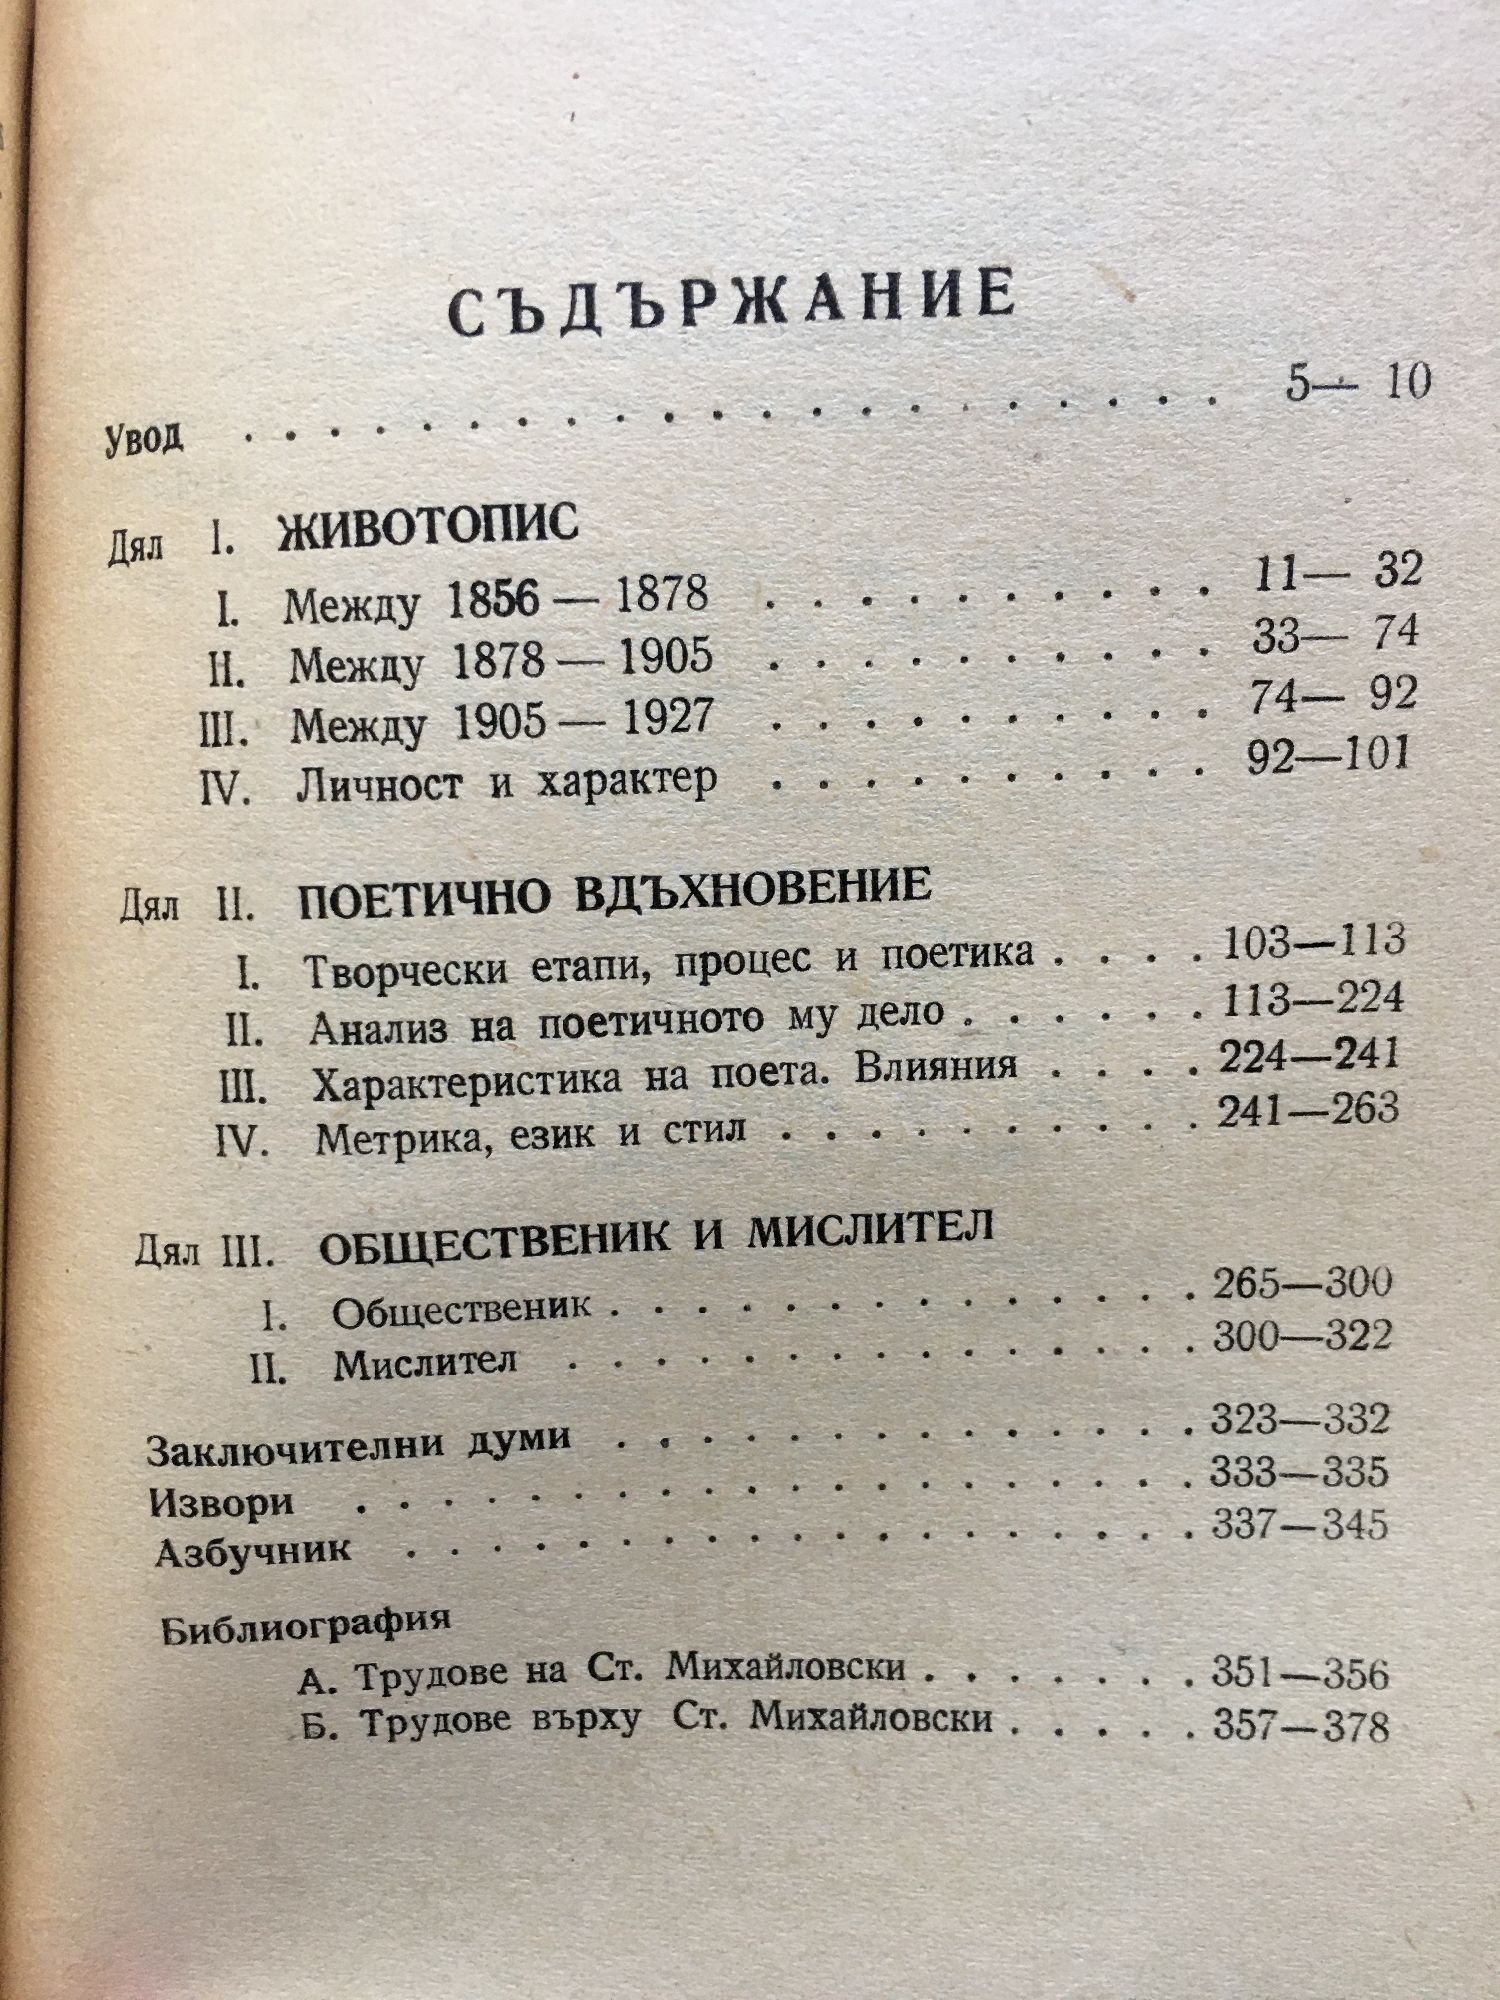 СЪДЪРЖАНИЕ
Увод . . . . . . . . . . . . . . . . . . . . . 5— 10
Дял I. ЖИВОТОПИС
I. Между 1856 — 1878 . . . . . . . . . . 11— 32
II. Между 1878 — 1905 . . . . . . . . . . 33— 74
III. Между 1905 — 1927 . . . . . . . . . . 74— 92
IV. Личност и характер . . . . . . . . . . 92—101
Дял II. ПОЕТИЧНО ВДЪХНОВЕНИЕ
I. Творчески етапи, процес и поетика . . . . 103—113
II. Анализ на поетичното му дело . . . . . . 113—224
III. Характеристика на поета. Влияния . . . . 224—241
IV. Метрика, език и стил . . . . . . . . . . 241—263
Дял III. ОБЩЕСТВЕНИК И МИСЛИТЕЛ
I. Общественик . . . . . . . . . . . . . . 265—300
II. Мислител . . . . . . . . . . . . . . . 300—322
Заключителни думи . . . . . . . . . . . . . . 323—332
Извори . . . . . . . . . . . . . . . . . . . . 333—335
Азбучник . . . . . . . . . . . . . . . . . . . 337—345
Библиография
А. Трудове на Ст. Михайловски . . . . . . . 351—356
Б. Трудове върху Ст. Михайловски . . . . . 357—378